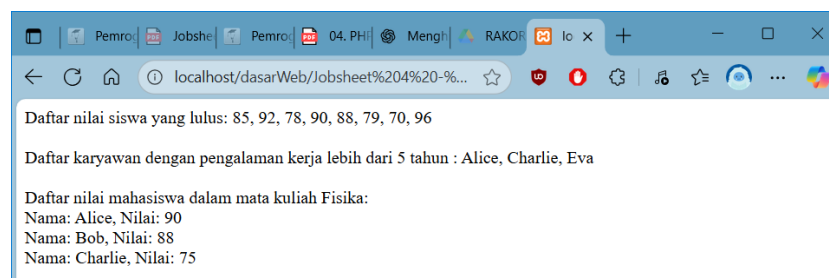 Pemrog Jobshe Pemrog 04. PHP Mengh RAKOR lo
localhost/dasarWeb/Jobsheet%204%20-%...
Daftar nilai siswa yang lulus: 85, 92, 78, 90, 88, 79, 70, 96
Daftar karyawan dengan pengalaman kerja lebih dari 5 tahun : Alice, Charlie, Eva
Daftar nilai mahasiswa dalam mata kuliah Fisika:
Nama: Alice, Nilai: 90
Nama: Bob, Nilai: 88
Nama: Charlie, Nilai: 75